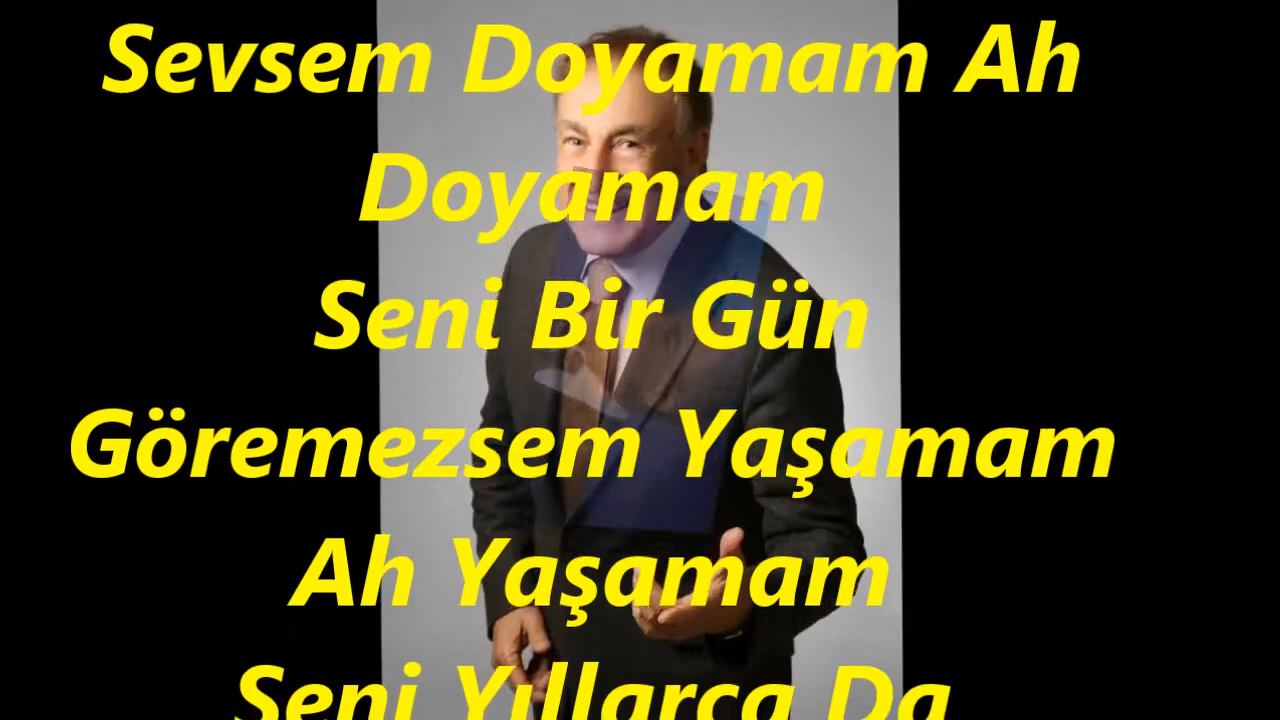 Sevsem Doyamam Ah
Doyamam
Seni Bir Gün
Göremezsem Yaşamam
Ah Yaşamam
Seni Yıllarca Da